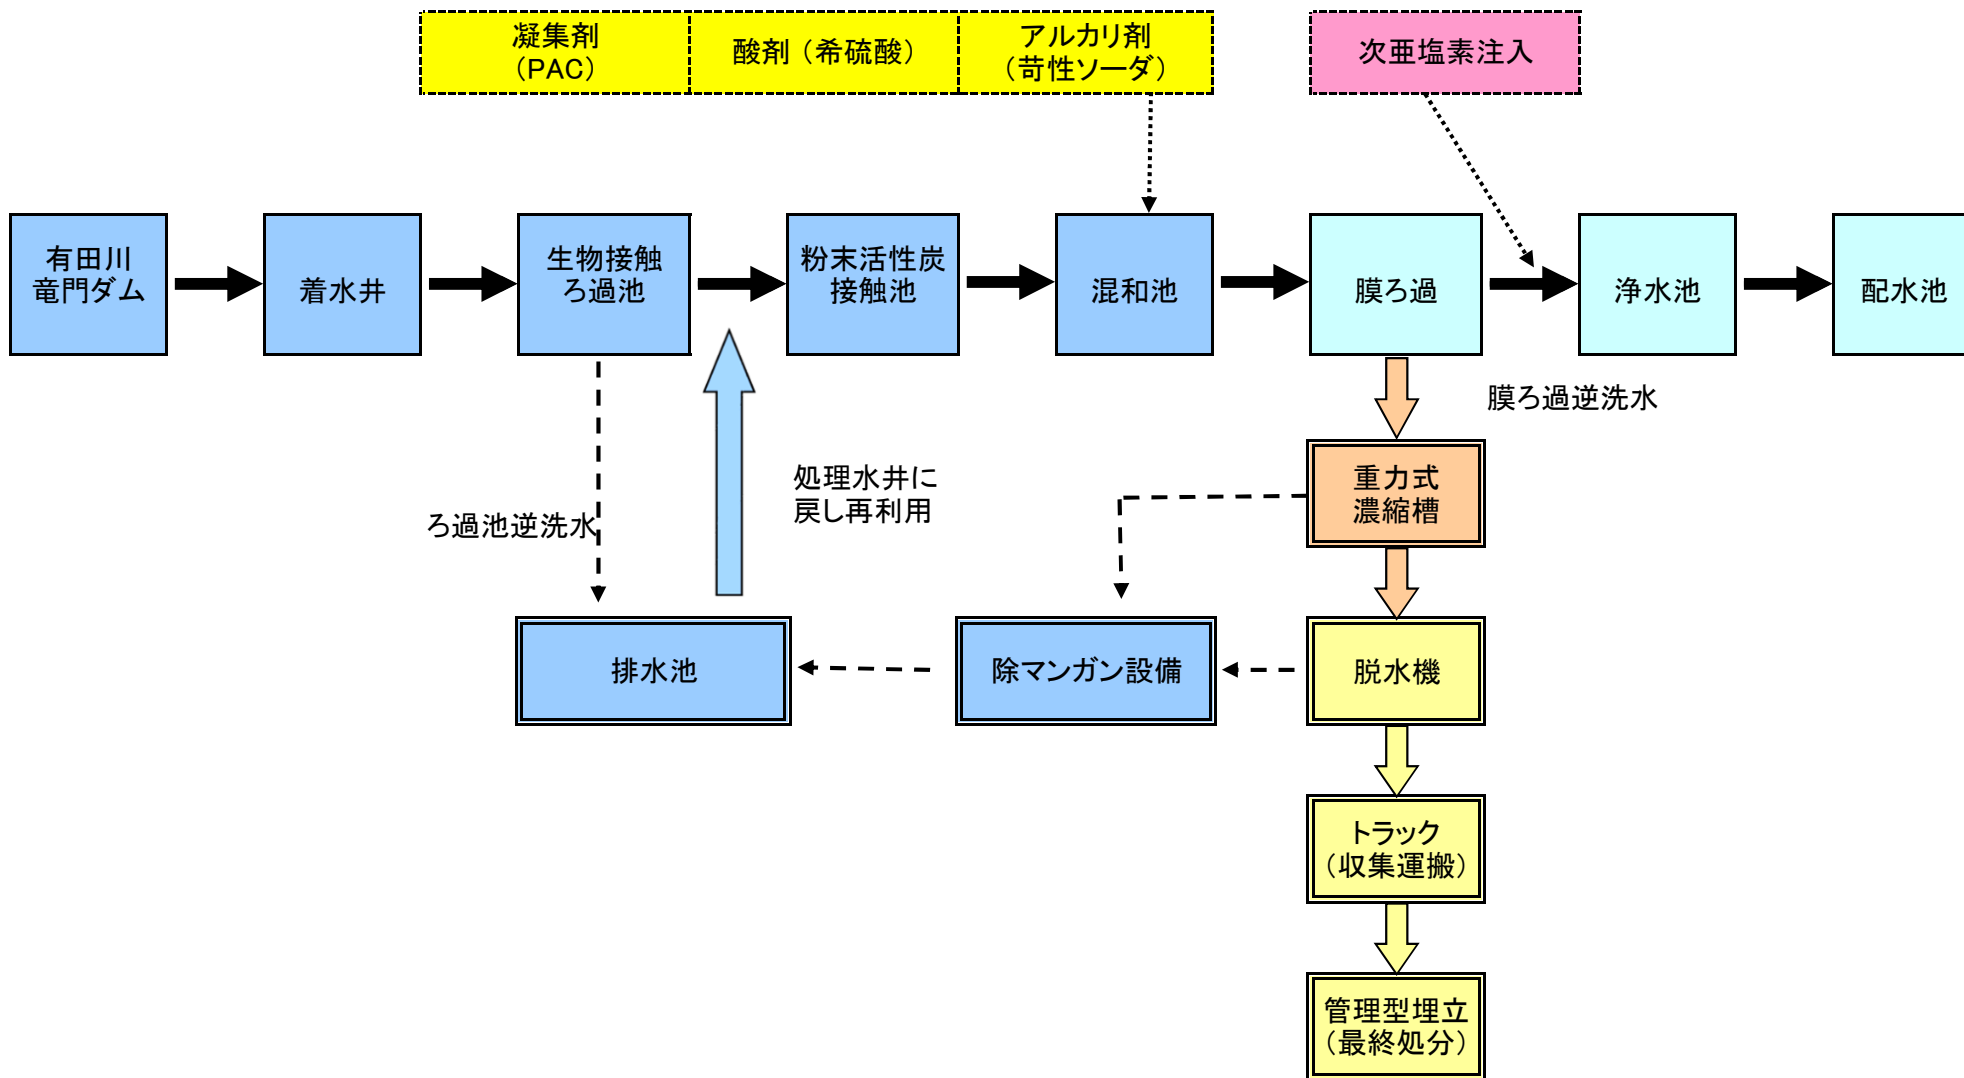 凝集剤
（PAC）
酸剤（希硫酸）
アルカリ剤
（苛性ソーダ）
次亜塩素注入
有田川
竜門ダム
着水井
生物接触
ろ過池
粉末活性炭
接触池
混和池
膜ろ過
浄水池
配水池
膜ろ過逆洗水
処理水井に
戻し再利用
ろ過池逆洗水
重力式
濃縮槽
排水池
除マンガン設備
脱水機
トラック
（収集運搬）
管理型埋立
（最終処分）